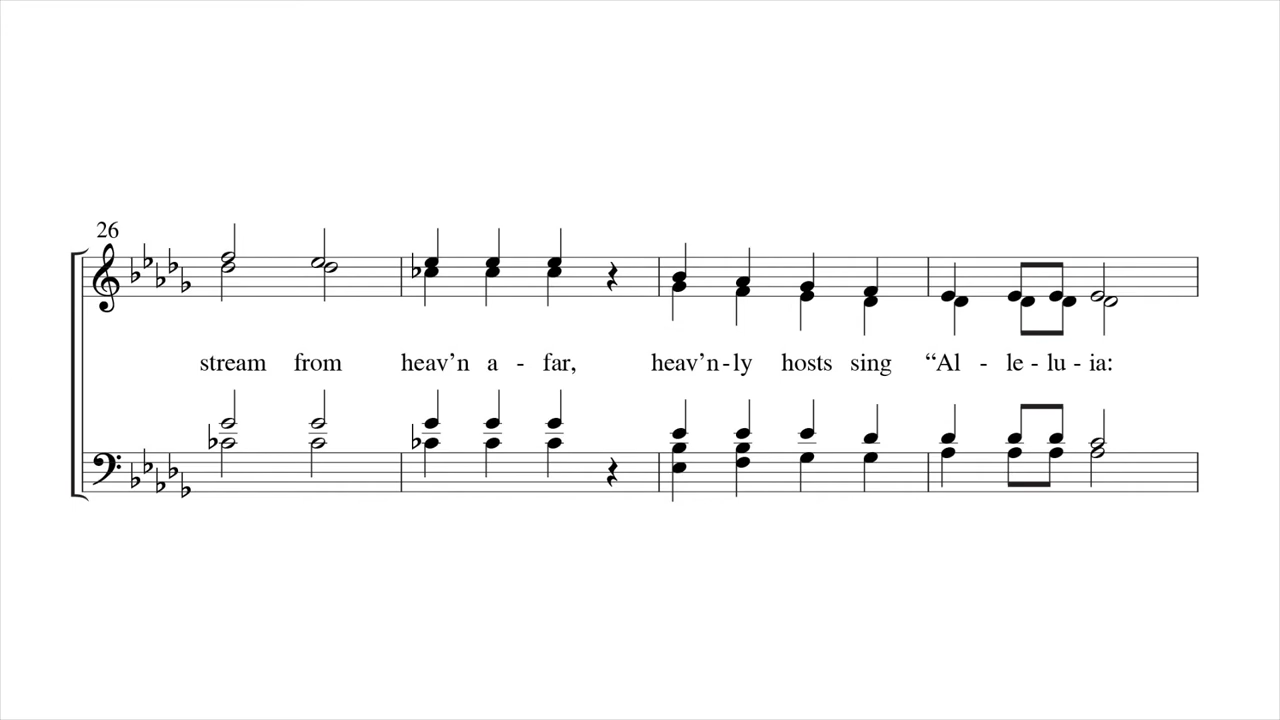 26
stream from heav’n a - far, heav’n - ly hosts sing “Al - le - lu - ia: